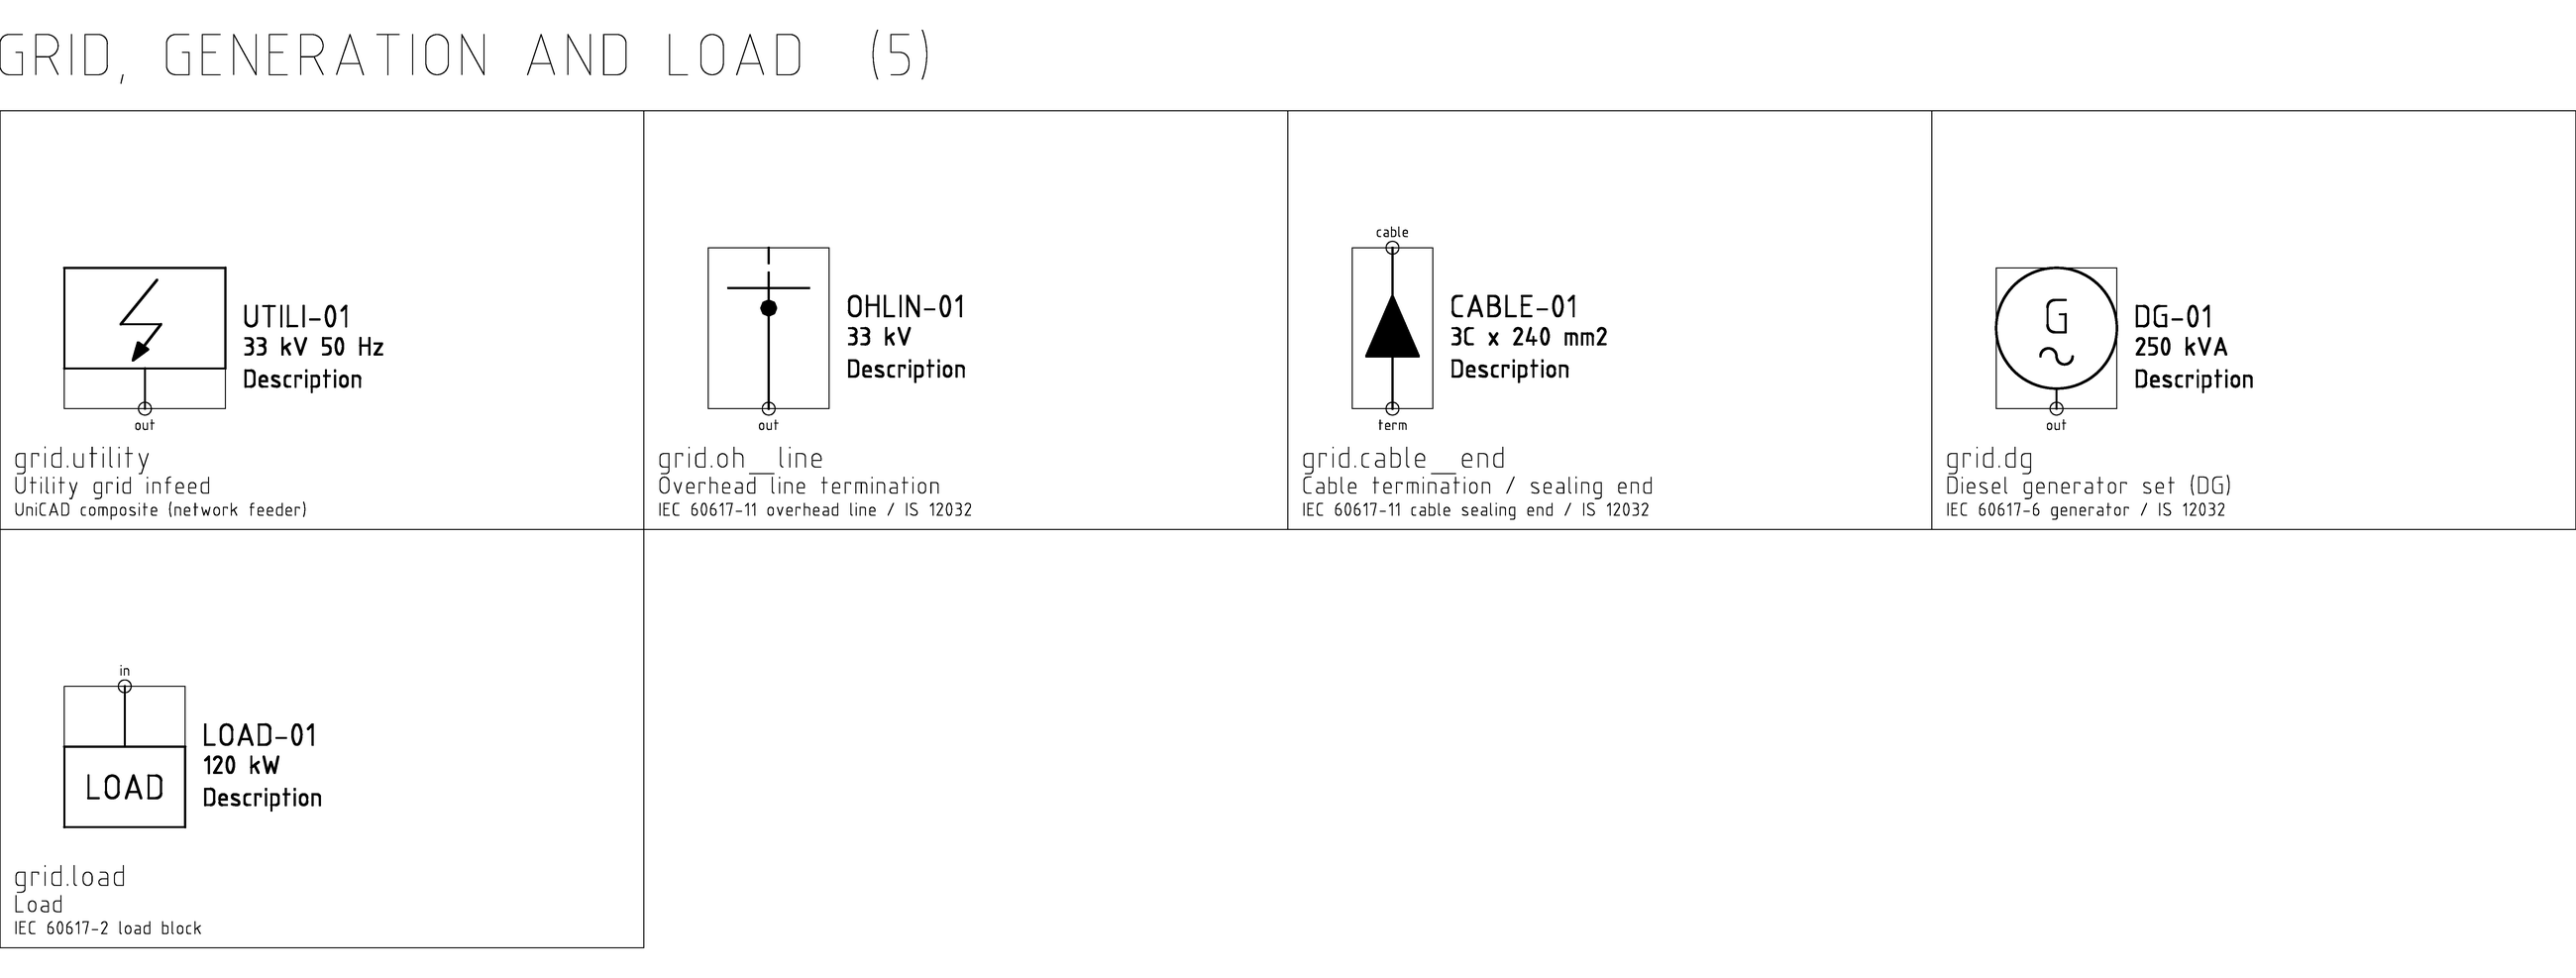 GRID, GENERATION AND LOAD (5)
UTILI-01
33 kV 50 Hz
Description
out
grid.utility
Utility grid infeed
UniCAD composite (network feeder)
OHLIN-01
33 kV
Description
out
grid.oh__line
Overhead line termination
IEC 60617-11 overhead line / IS 12032
cable
CABLE-01
3C x 240 mm2
Description
term
grid.cable__end
Cable termination / sealing end
IEC 60617-11 cable sealing end / IS 12032
G
DG-01
250 kVA
Description
out
grid.dg
Diesel generator set (DG)
IEC 60617-6 generator / IS 12032
in
LOAD-01
120 kW
LOAD
Description
grid.load
Load
IEC 60617-2 load block